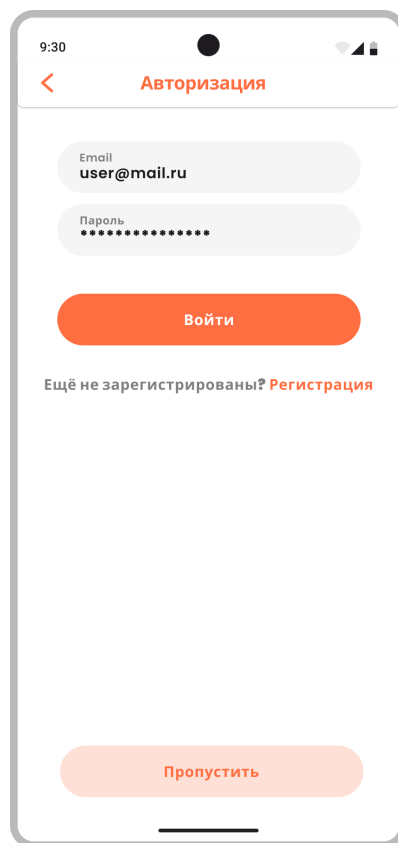 9:30
Авторизация
Email
user@mail.ru
Пароль
***************
Войти
Ещё не зарегистрированы? Регистрация
Пропустить